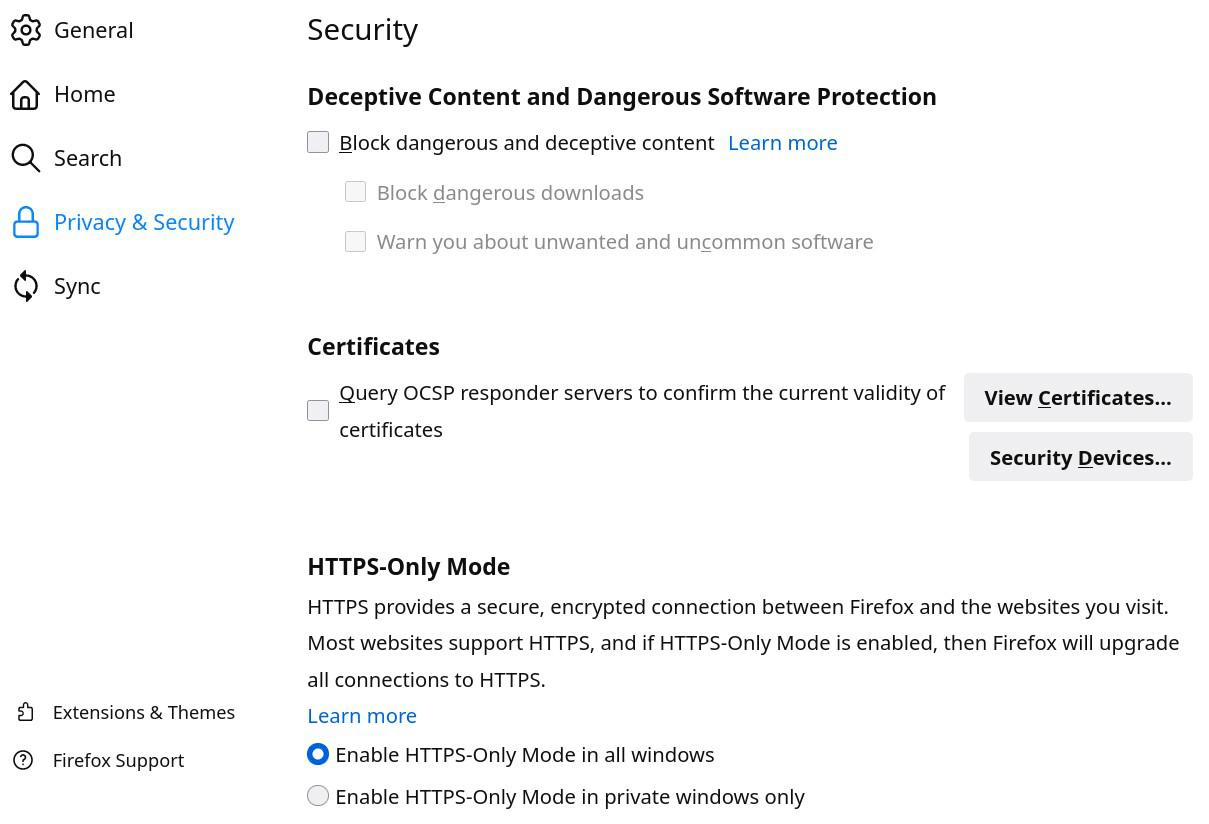 General
Home
Search
Privacy & Security
Sync
Extensions & Themes
Firefox Support
Security
Deceptive Content and Dangerous Software Protection
Block dangerous and deceptive content Learn more
Block dangerous downloads
Warn you about unwanted and uncommon software
Certificates
Query OCSP responder servers to confirm the current validity of
certificates
View Certificates...
Security Devices...
HTTPS-Only Mode
HTTPS provides a secure, encrypted connection between Firefox and the websites you visit.
Most websites support HTTPS, and if HTTPS-Only Mode is enabled, then Firefox will upgrade
all connections to HTTPS.
Learn more
Enable HTTPS-Only Mode in all windows
Enable HTTPS-Only Mode in private windows only